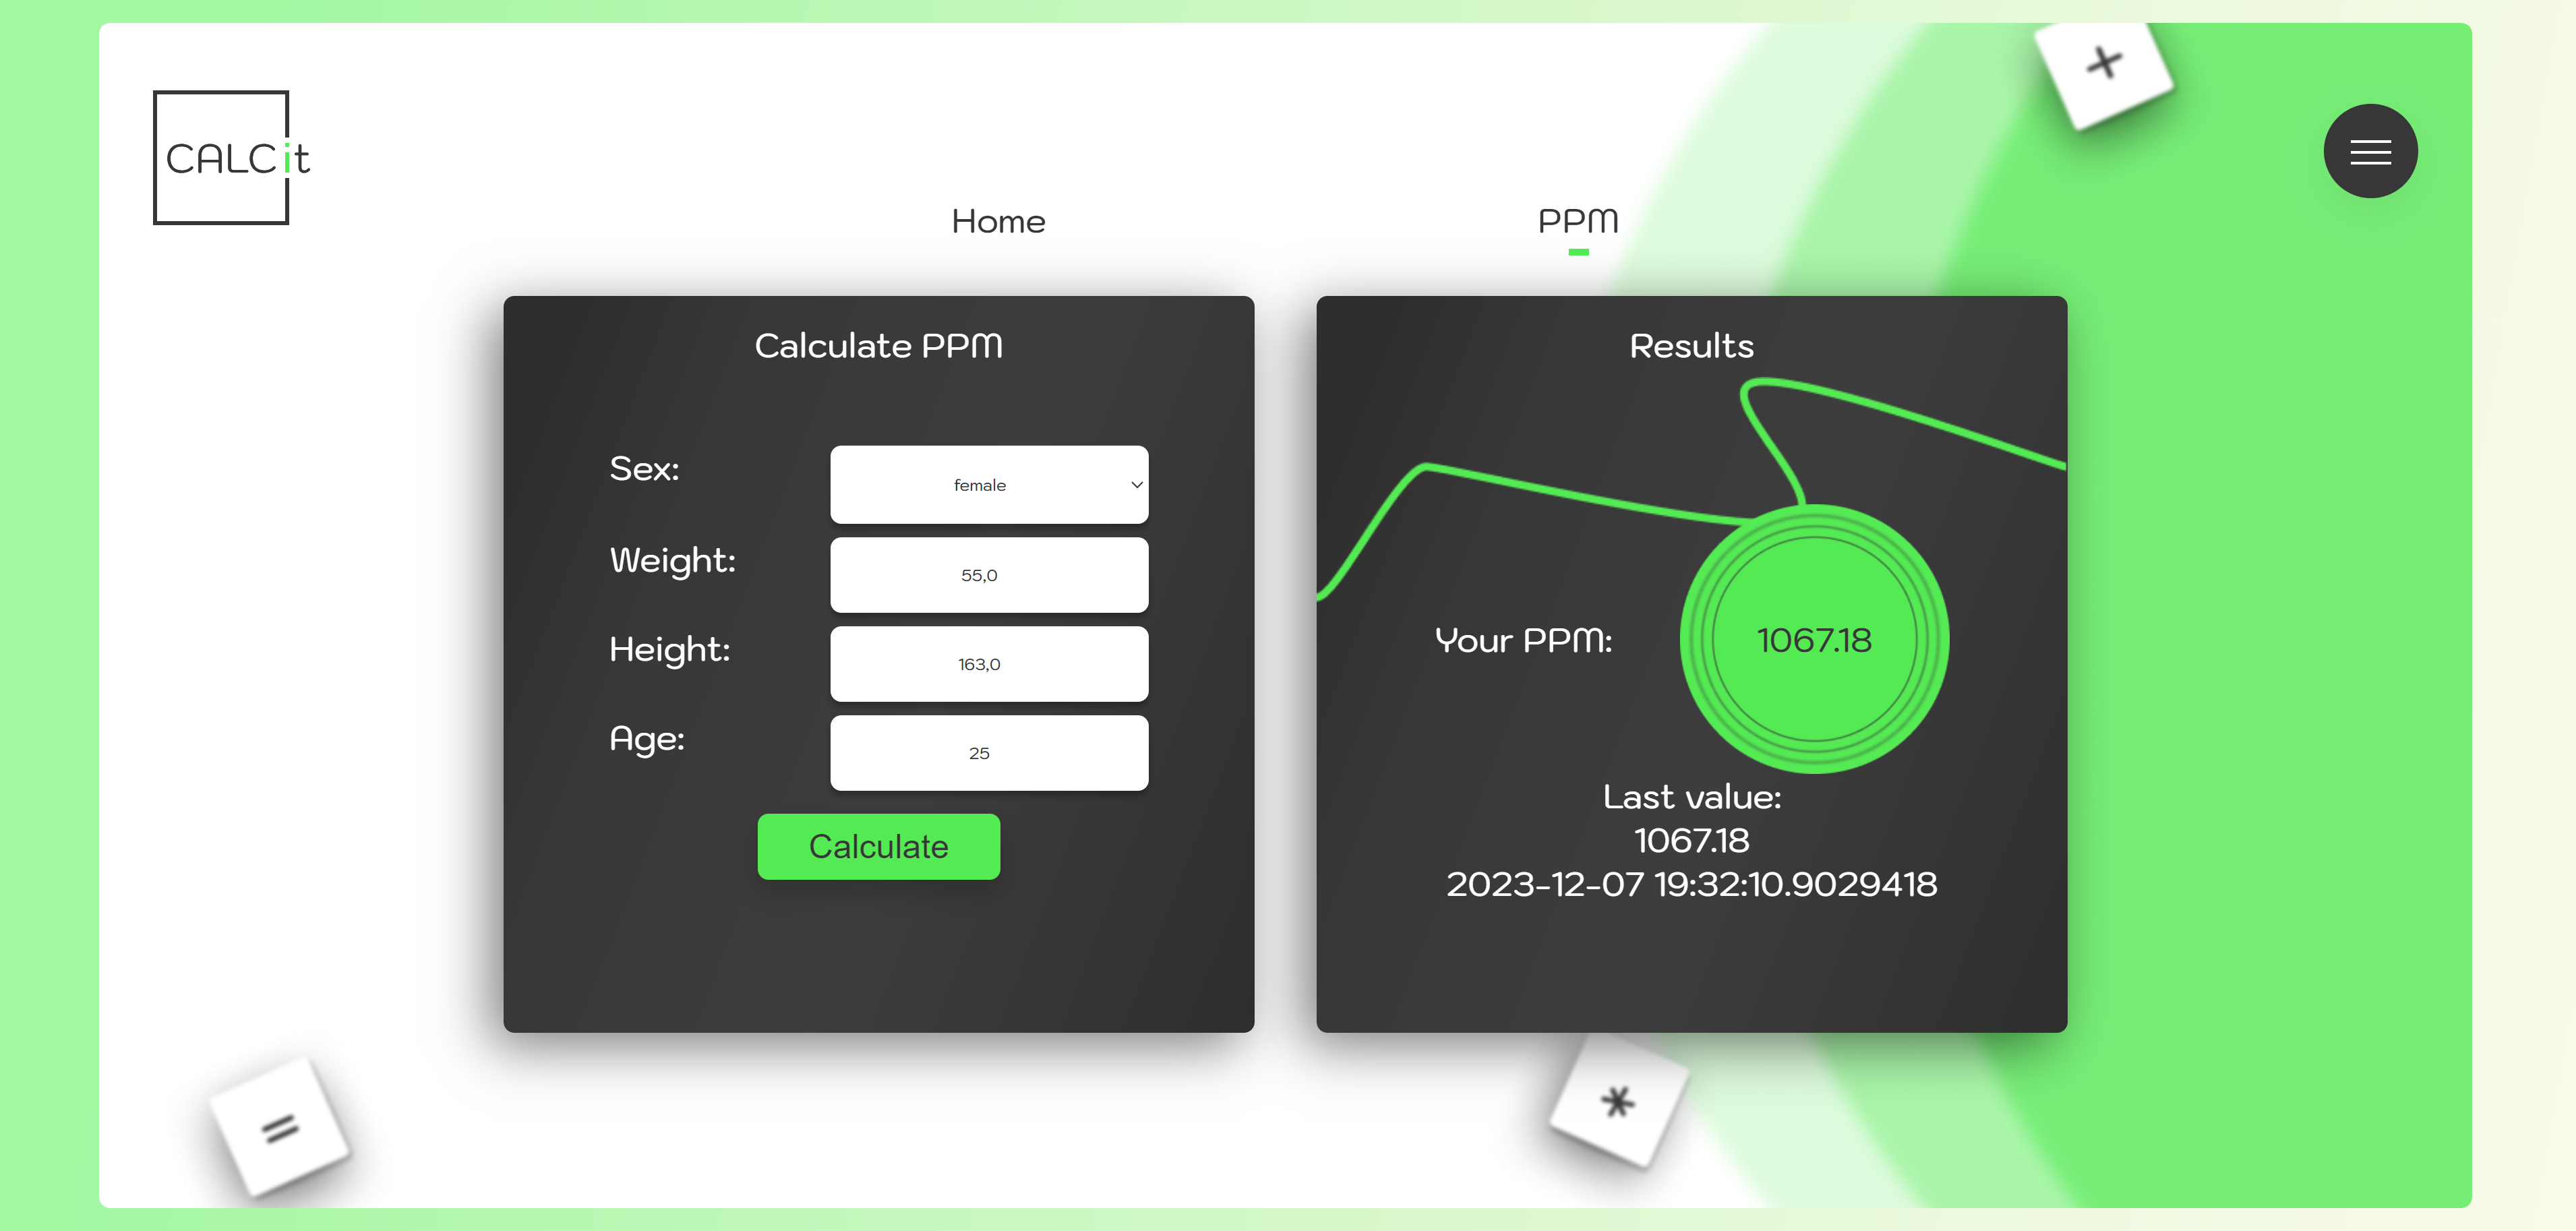 +
CALCit
Home
PPM
Calculate PPM
Sex:
female
Weight:
55,0
Height:
163,0
Age:
25
Calculate
Results
Your PPM:
1067.18
Last value:
1067.18
2023-12-07 19:32:10.9029418
=
*